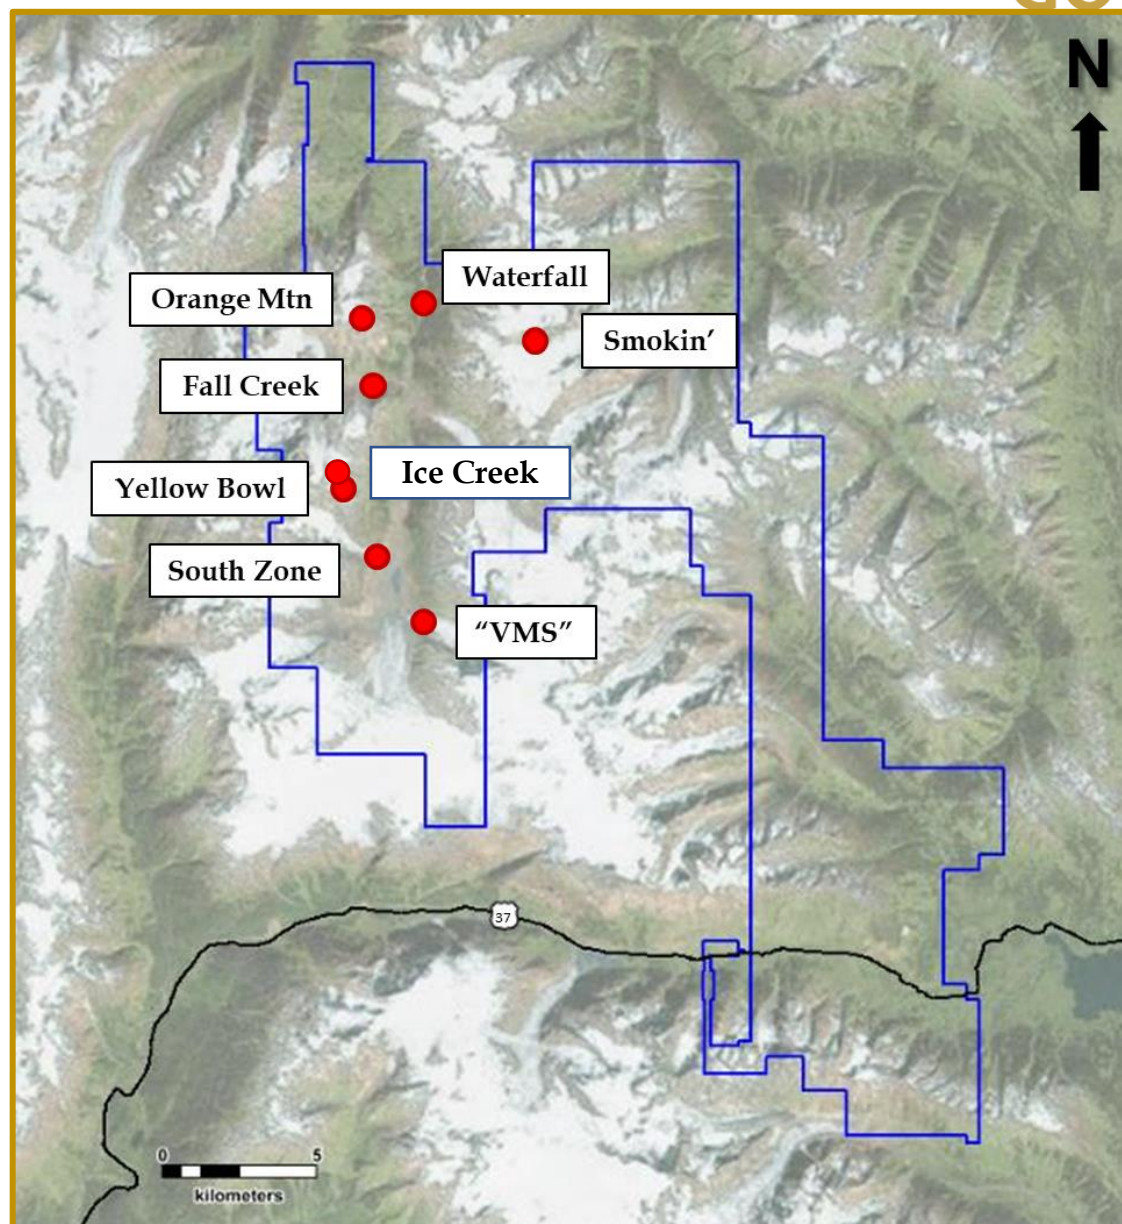 N
Waterfall
Orange Mtn
Smokin’
Fall Creek
Ice Creek
Yellow Bowl
South Zone
“VMS”
37
0 5
kilometers